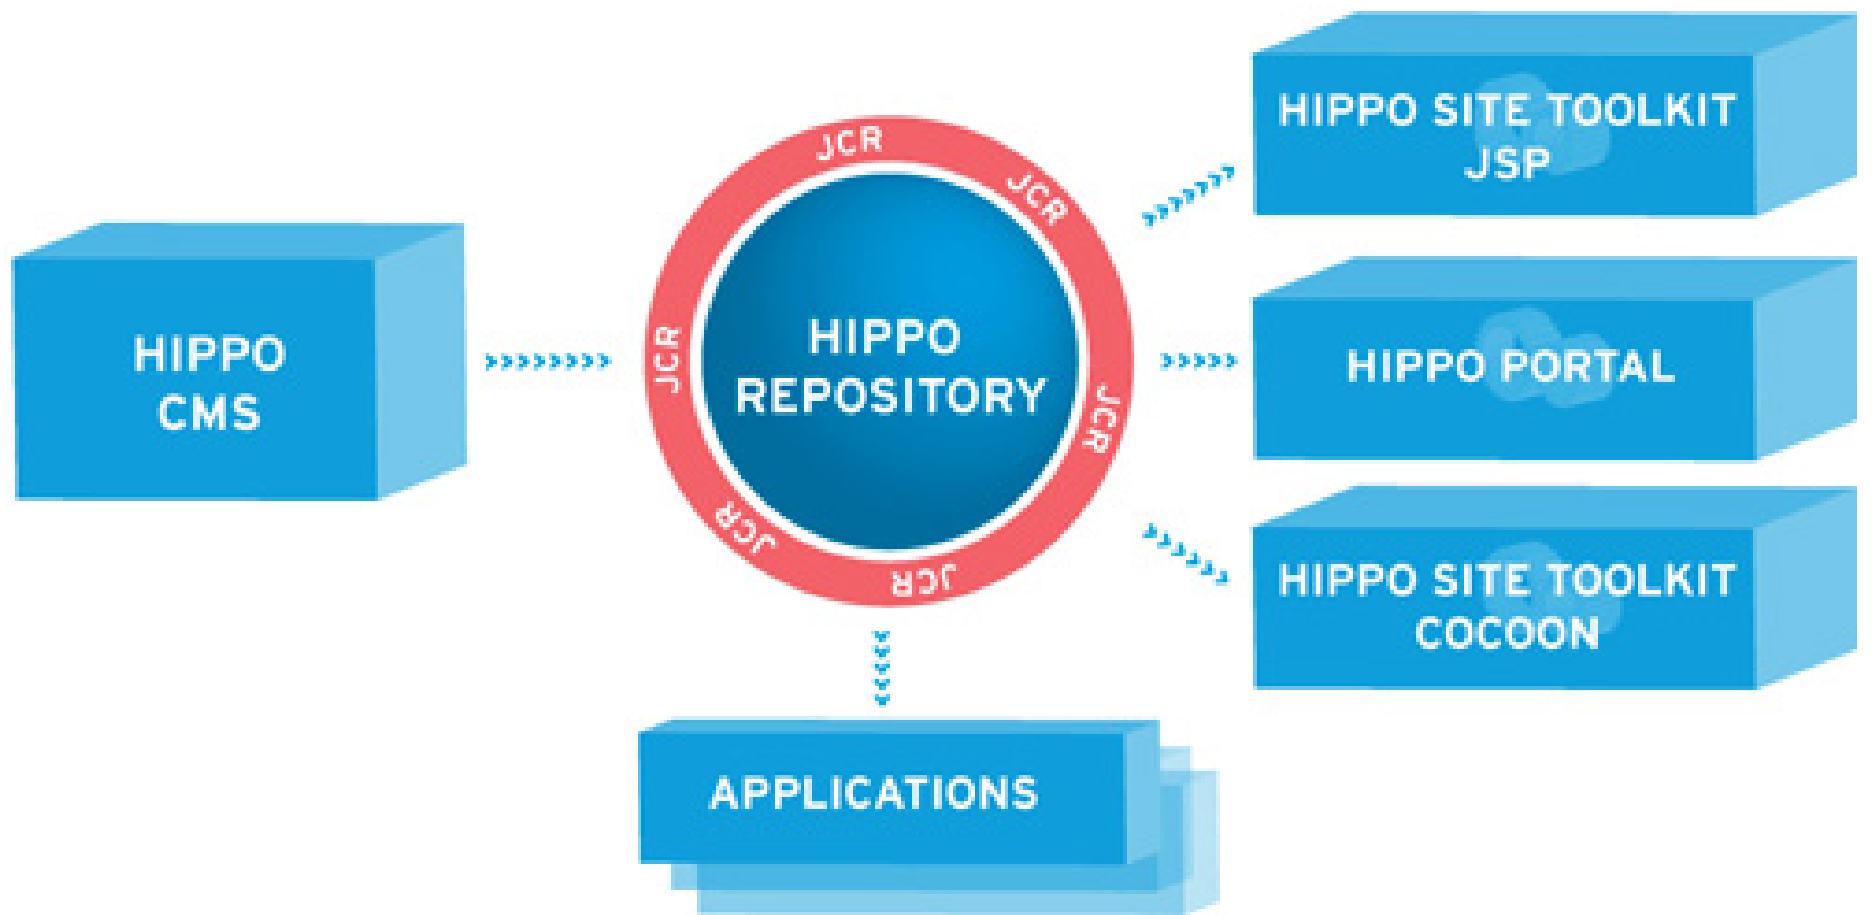 HIPPO
CMS
JCR
JCR
JCR
JCR
JCR
JCR
HIPPO
REPOSITORY
HIPPO SITE TOOLKIT
JSP
HIPPO PORTAL
HIPPO SITE TOOLKIT
COCOON
APPLICATIONS